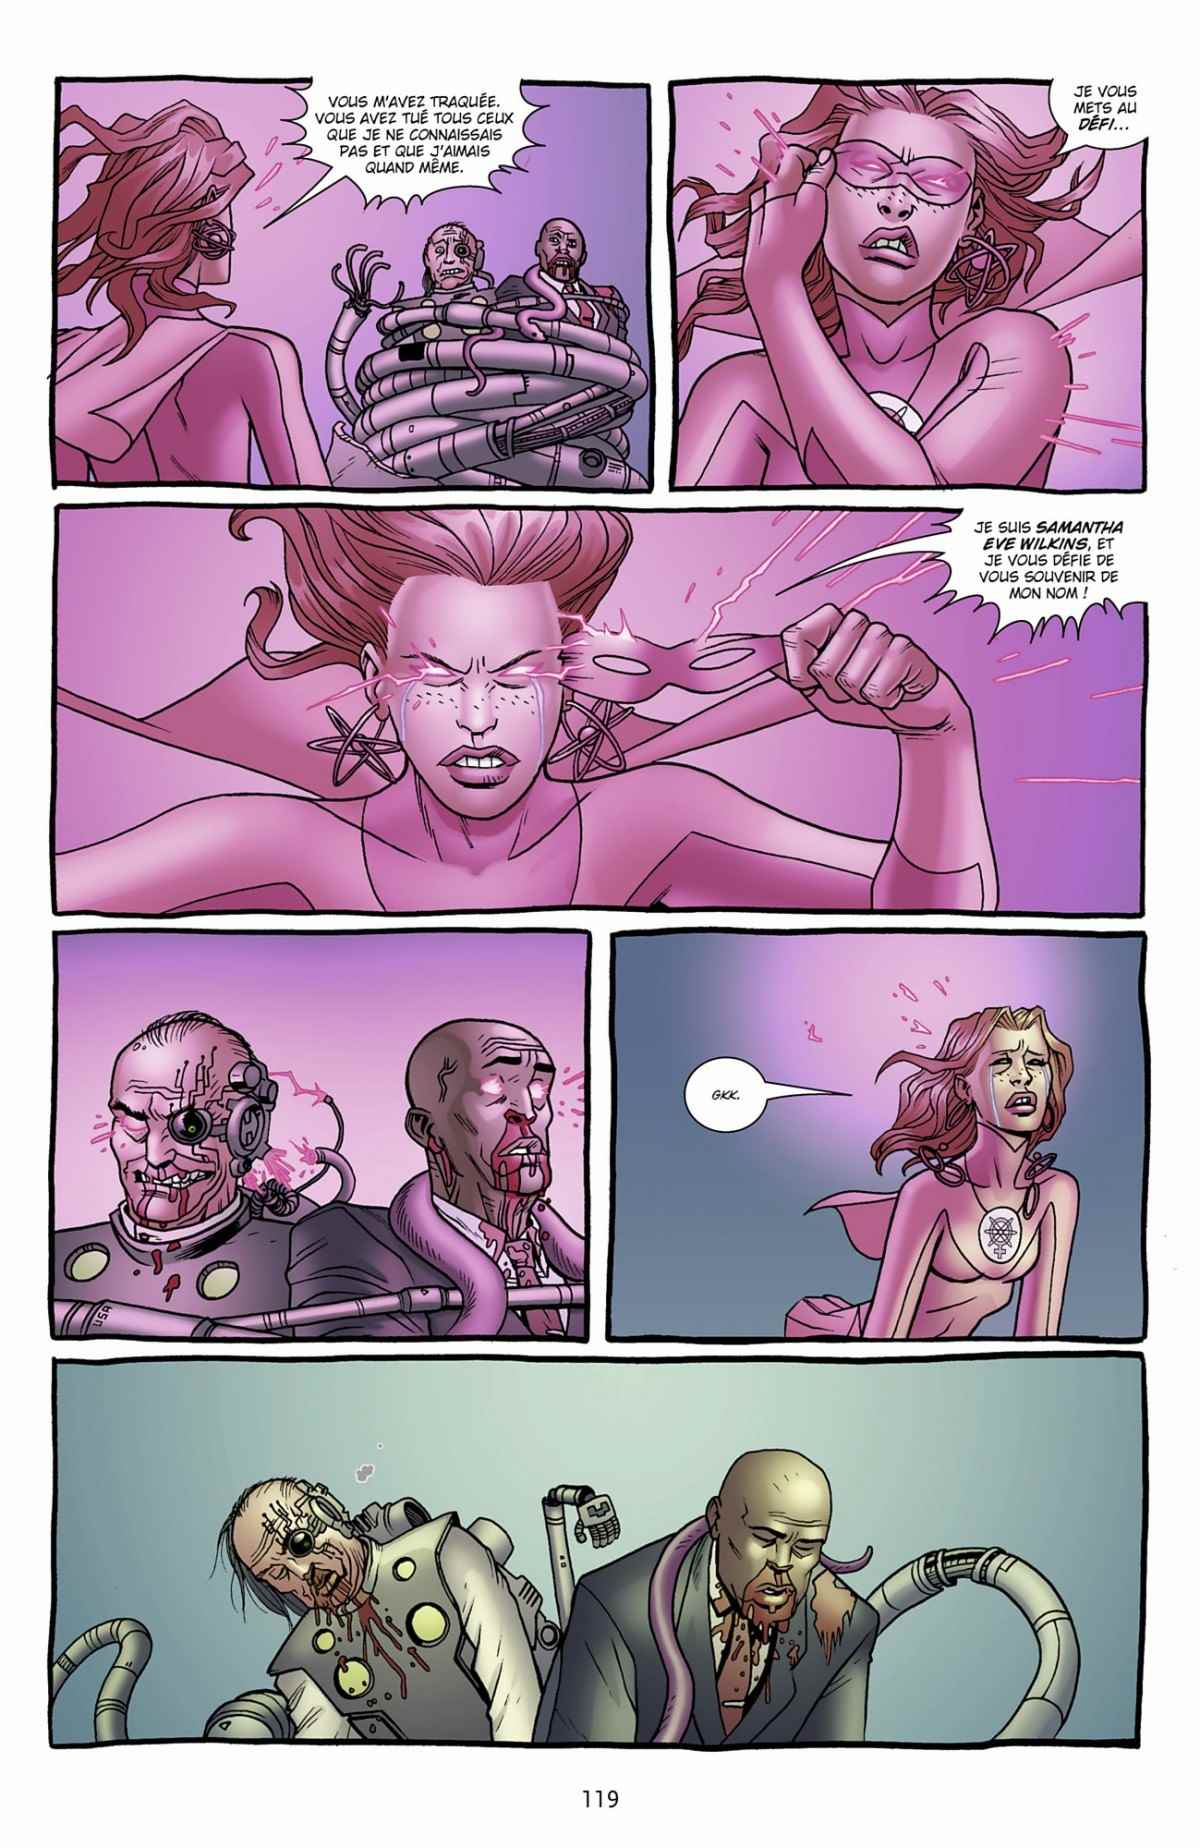 VOUS M'AVEZ TRAQUÉE.
VOUS AVEZ TUÉ TOUS CEUX
QUE JE NE CONNAISSAIS
PAS ET QUE J'AIMAIS
QUAND MÊME.
JE VOUS
METS AU
DÉFI...
JE SUIS SAMANTHA
EVE WILKINS, ET
JE VOUS DÉFIE DE
VOUS SOUVENIR DE
MON NOM !
USA
GKK.
119